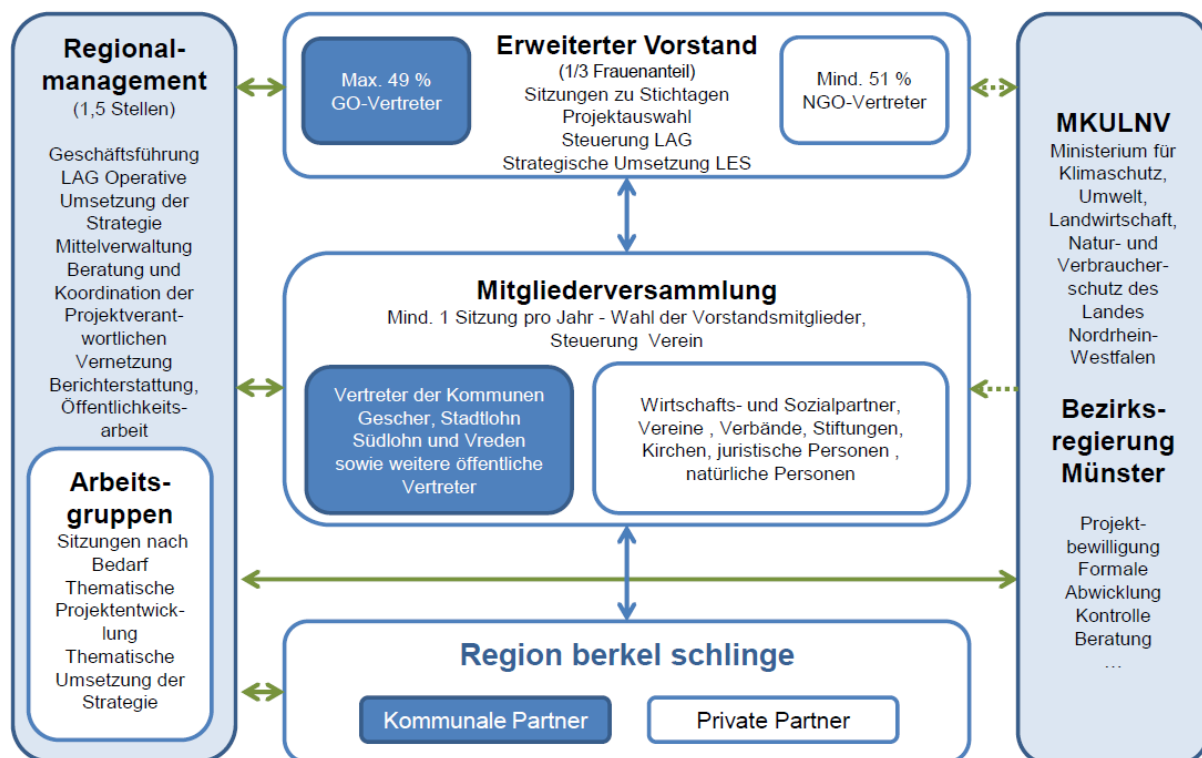 Regional-
management
(1,5 Stellen)
Geschäftsführung
LAG Operative
Umsetzung der
Strategie
Mittelverwaltung
Beratung und
Koordination der
Projektverant-
wortlichen
Vernetzung
Berichterstattung,
Öffentlichkeits-
arbeit
Arbeits-
gruppen
Sitzungen nach
Bedarf
Thematische
Projektentwick-
lung
Thematische
Umsetzung der
Strategie
Erweiterter Vorstand
(1/3 Frauenanteil)
Sitzungen zu Stichtagen
Projektauswahl
Steuerung LAG
Strategische Umsetzung LES
Max. 49 %
GO-Vertreter
Mind. 51 %
NGO-Vertreter
Mitgliederversammlung
Mind. 1 Sitzung pro Jahr - Wahl der Vorstandsmitglieder,
Steuerung Verein
Vertreter der Kommunen
Gescher, Stadtlohn
Südlohn und Vreden
sowie weitere öffentliche
Vertreter
Wirtschafts- und Sozialpartner,
Vereine , Verbände, Stiftungen,
Kirchen, juristische Personen ,
natürliche Personen
Region berkel schlinge
Kommunale Partner
Private Partner
MKULNV
Ministerium für
Klimaschutz,
Umwelt,
Landwirtschaft,
Natur- und
Verbraucher-
schutz des
Landes
Nordrhein-
Westfalen
Bezirks-
regierung
Münster
Projekt-
bewilligung
Formale
Abwicklung
Kontrolle
Beratung
…